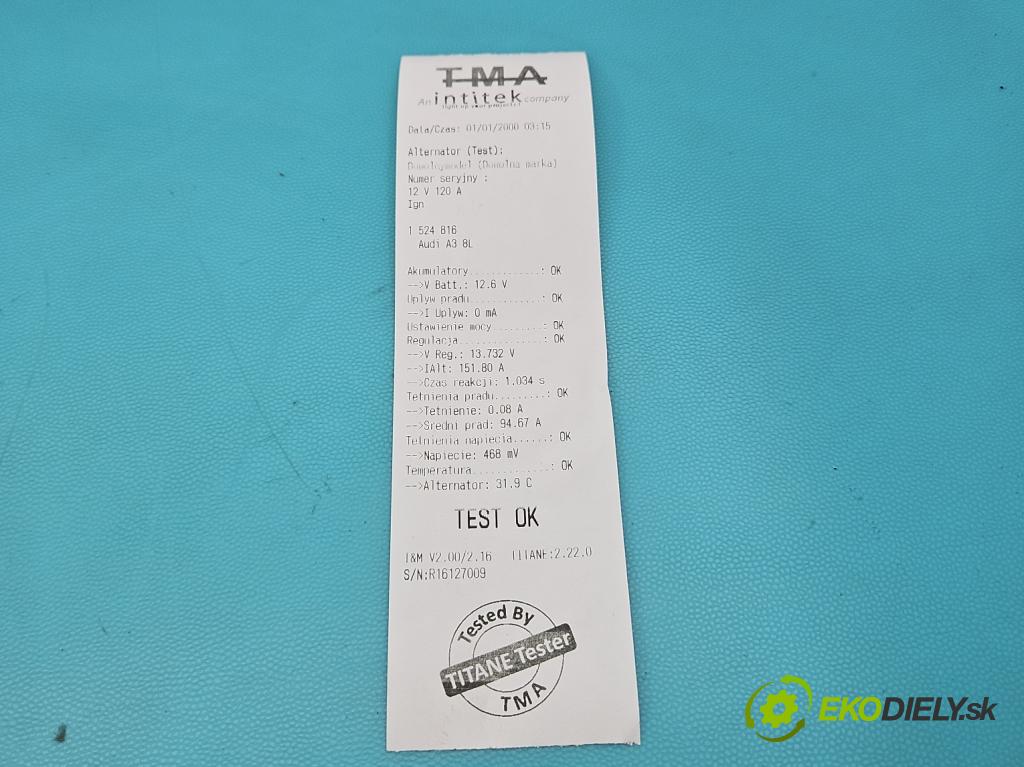 TMA
An intitek company
light up your projects!
Data/Czas: 01/01/2000 03:15
Alternator (Test):
Dowolnymodel (Dowolna marka)
Numer seryjny :
12 V 120 A
Ign
1 524 816
Audi A3 8L
Akumulatory.............: OK
-->V Batt.: 12.6 V
Uplyw pradu.............: OK
-->I Uplyw: 0 mA
Ustawienie mocy.........: OK
Regulacja...............: OK
-->V Reg.: 13.732 V
-->IAlt: 151.80 A
-->Czas reakcji: 1.034 s
Tetnienia pradu.........: OK
-->Tetnienie: 0.08 A
-->Sredni prad: 94.67 A
Tetnienia napiecia......: OK
-->Napiecie: 468 mV
Temperatura.............: OK
-->Alternator: 31.9 C
TEST OK
I&M V2.00/2.16 TITANE:2.22.0
S/N:R16127009
Tested By
TITANE Tester
TMA
EKODIELY.sk